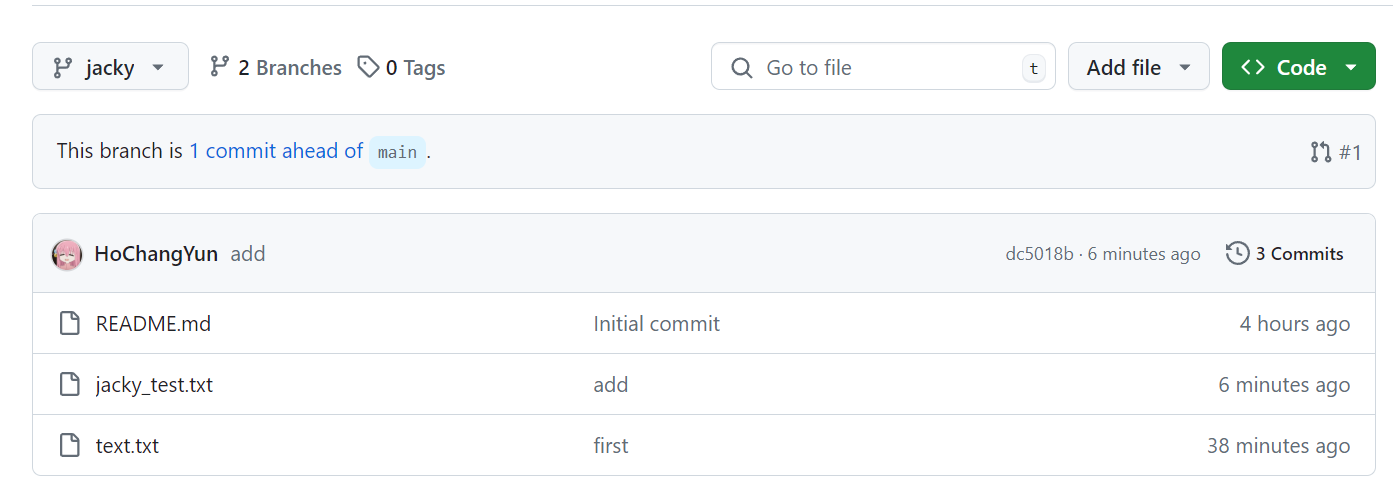 jacky 2 Branches 0 Tags Go to file t Add file Code
This branch is 1 commit ahead of main. #1
HoChangYun add dc5018b · 6 minutes ago 3 Commits
README.md Initial commit 4 hours ago
jacky_test.txt add 6 minutes ago
text.txt first 38 minutes ago